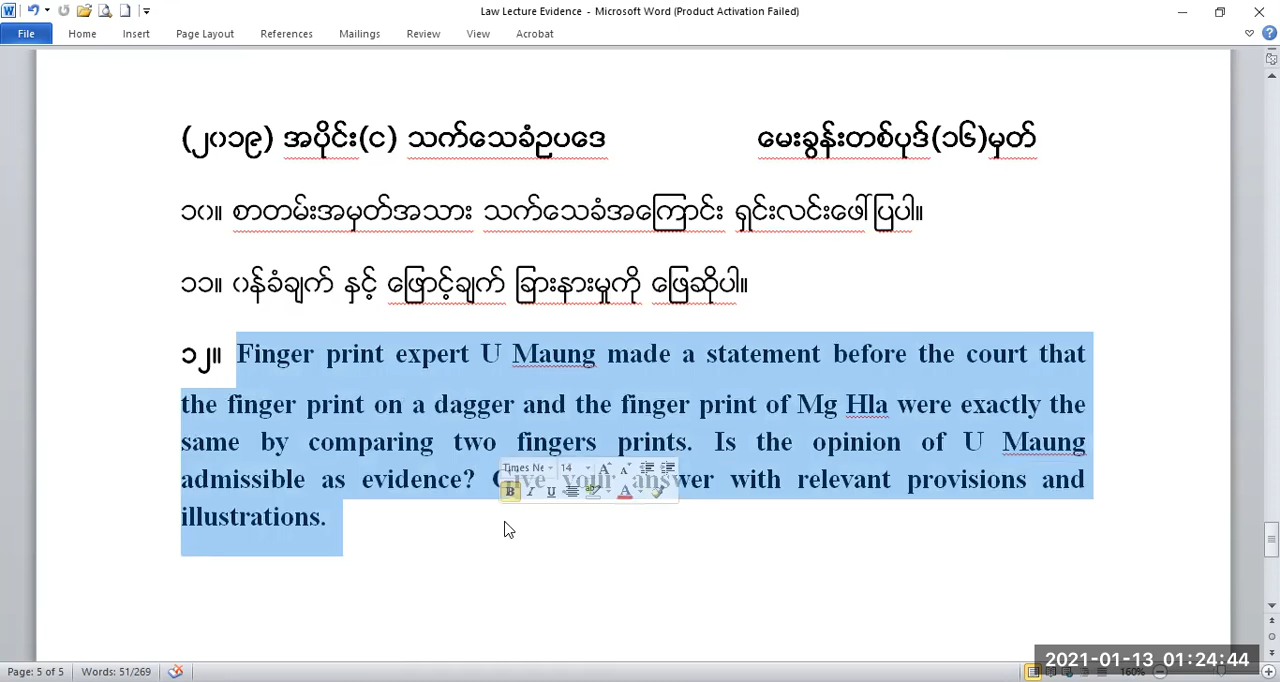 Law Lecture Evidence - Microsoft Word (Product Activation Failed)
File Home Insert Page Layout References Mailings Review View Acrobat
(၂၀၁၉) အပိုင်း(င) သက်သေခံဥပဒေ မေးခွန်းတစ်ပုဒ်(၁၆)မှတ်
၁၀။ စာတမ်းအမှတ်အသား သက်သေခံအကြောင်း ရှင်းလင်းဖေါ်ပြပါ။
၁၁။ ဝန်ခံချက် နှင့် ဖြောင့်ချက် ခြားနားမှုကို ဖြေဆိုပါ။
၁၂။ Finger print expert U Maung made a statement before the court that
the finger print on a dagger and the finger print of Mg Hla were exactly the
same by comparing two fingers prints. Is the opinion of U Maung
admissible as evidence? Give your answer with relevant provisions and
illustrations.
Times Ne 14
Page: 5 of 5 Words: 51/269 160%
2021-01-13 01:24:44